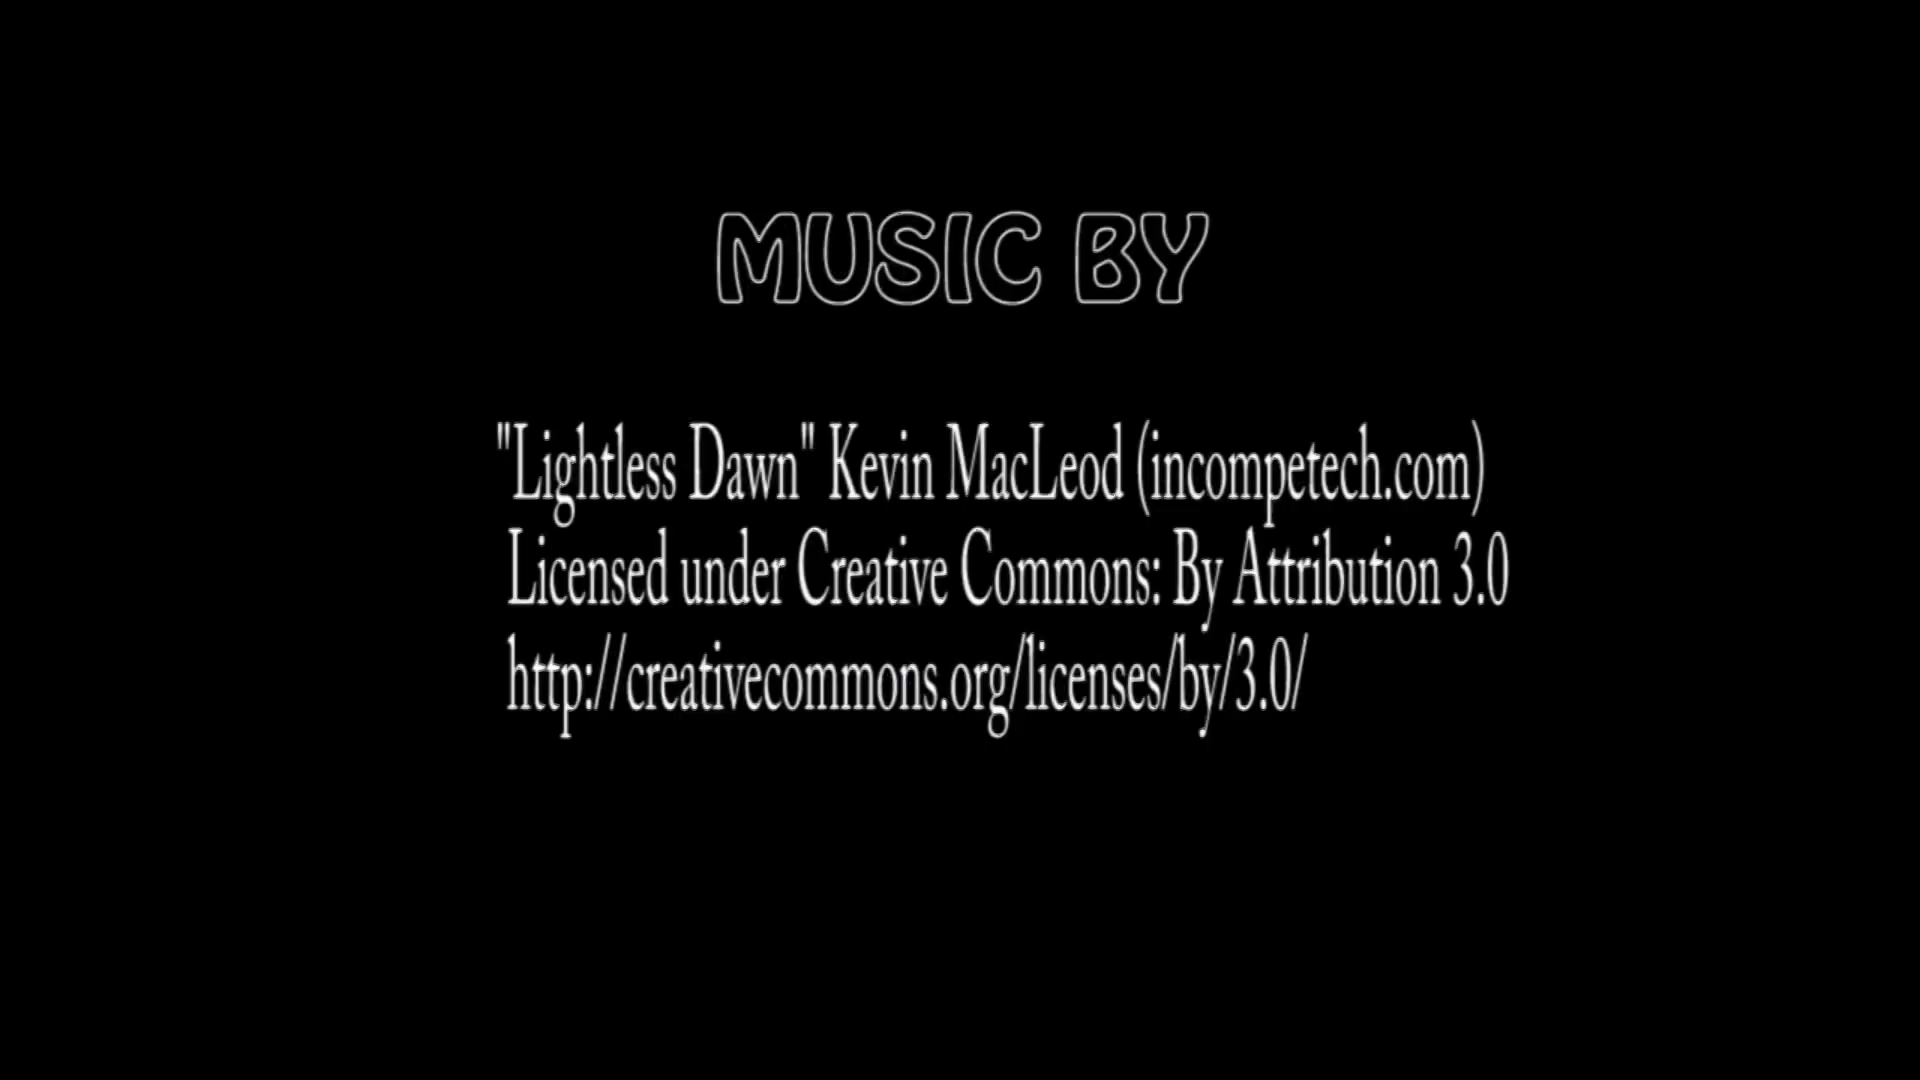 MUSIC BY
"Lightless Dawn" Kevin MacLeod (incompetech.com)
Licensed under Creative Commons: By Attribution 3.0
http://creativecommons.org/licenses/by/3.0/